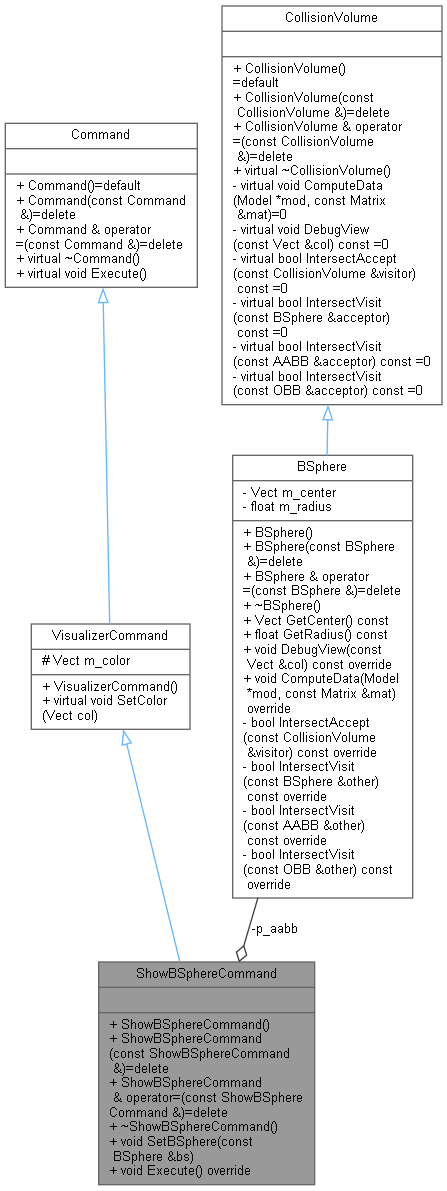 CollisionVolume
+ CollisionVolume()
=default
+ CollisionVolume(const
CollisionVolume &)=delete
+ CollisionVolume & operator
=(const CollisionVolume
&)=delete
+ virtual ~CollisionVolume()
- virtual void ComputeData
(Model *mod, const Matrix
&mat)=0
- virtual void DebugView
(const Vect &col) const =0
- virtual bool IntersectAccept
(const CollisionVolume &visitor)
const =0
- virtual bool IntersectVisit
(const BSphere &acceptor)
const =0
- virtual bool IntersectVisit
(const AABB &acceptor) const =0
- virtual bool IntersectVisit
(const OBB &acceptor) const =0
Command
+ Command()=default
+ Command(const Command
&)=delete
+ Command & operator
=(const Command &)=delete
+ virtual ~Command()
+ virtual void Execute()
BSphere
- Vect m_center
- float m_radius
+ BSphere()
+ BSphere(const BSphere
&)=delete
+ BSphere & operator
=(const BSphere &)=delete
+ ~BSphere()
+ Vect GetCenter() const
+ float GetRadius() const
+ void DebugView(const
Vect &col) const override
+ void ComputeData(Model
*mod, const Matrix &mat)
override
- bool IntersectAccept
(const CollisionVolume
&visitor) const override
- bool IntersectVisit
(const BSphere &other)
const override
- bool IntersectVisit
(const AABB &other)
const override
- bool IntersectVisit
(const OBB &other) const
override
VisualizerCommand
# Vect m_color
+ VisualizerCommand()
+ virtual void SetColor
(Vect col)
-p_aabb
ShowBSphereCommand
+ ShowBSphereCommand()
+ ShowBSphereCommand
(const ShowBSphereCommand
&)=delete
+ ShowBSphereCommand
& operator=(const ShowBSphere
Command &)=delete
+ ~ShowBSphereCommand()
+ void SetBSphere(const
BSphere &bs)
+ void Execute() override